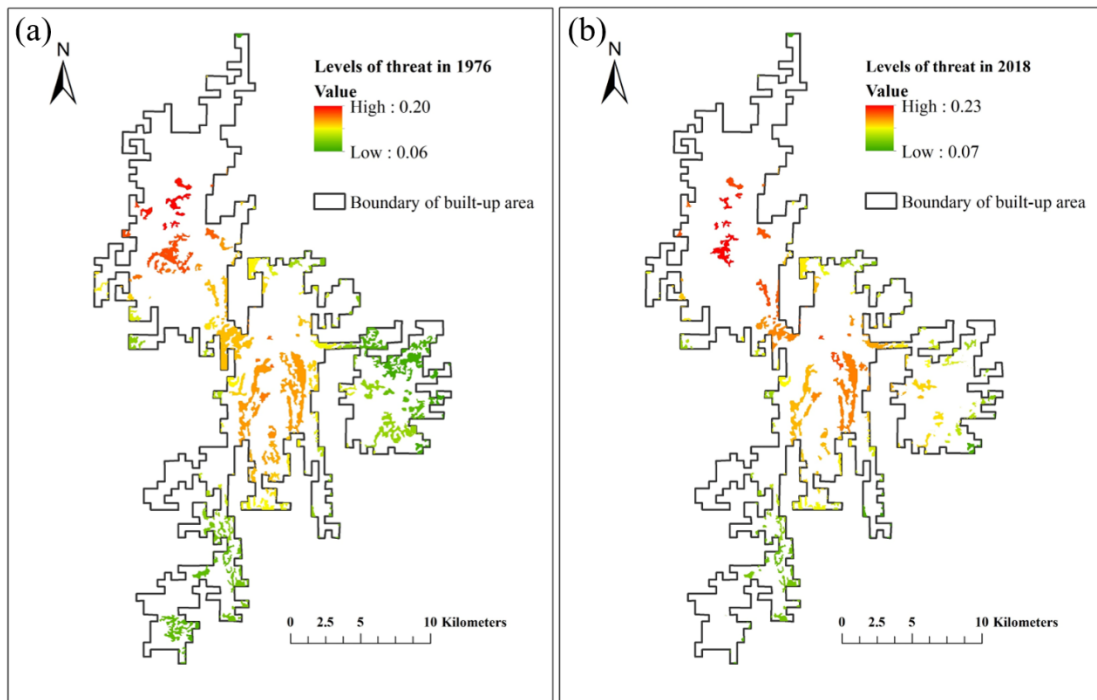 (a)
N
Levels of threat in 1976
Value
High : 0.20
Low : 0.06
Boundary of built-up area
0 2.5 5 10 Kilometers
(b)
N
Levels of threat in 2018
Value
High : 0.23
Low : 0.07
Boundary of built-up area
0 2.5 5 10 Kilometers